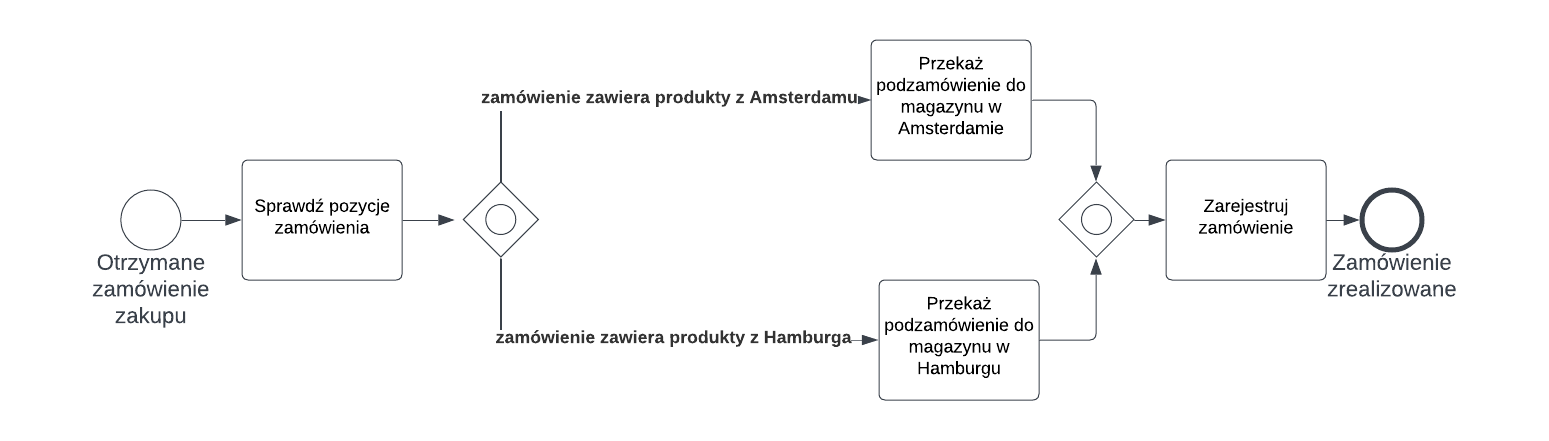 Otrzymane
zamówienie
zakupu
Sprawdź pozycje
zamówienia
zamówienie zawiera produkty z Amsterdamu
Przekaż
podzamówienie do
magazynu w
Amsterdamie
zamówienie zawiera produkty z Hamburga
Przekaż
podzamówienie do
magazynu w
Hamburgu
Zarejestruj
zamówienie
Zamówienie
zrealizowane